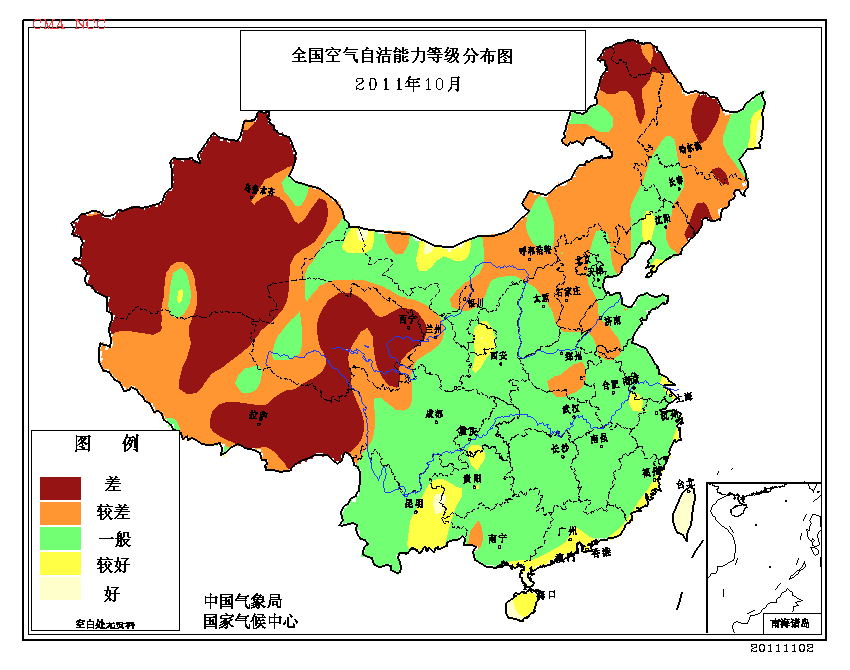 CMA NCC
全国空气自洁能力等级分布图
2011年10月
哈尔滨
长春
乌鲁木齐
沈阳
呼和浩特
北京
天津
银川
太原
石家庄
西宁
兰州
济南
西安
郑州
合肥
南京
上海
拉萨
成都
武汉
杭州
重庆
长沙
南昌
图 例
贵阳
福州
差
台北
昆明
较差
南宁
广州
一般
澳门
香港
较好
好
海口
中国气象局
国家气候中心
空白处无资料
南海诸岛
20111102